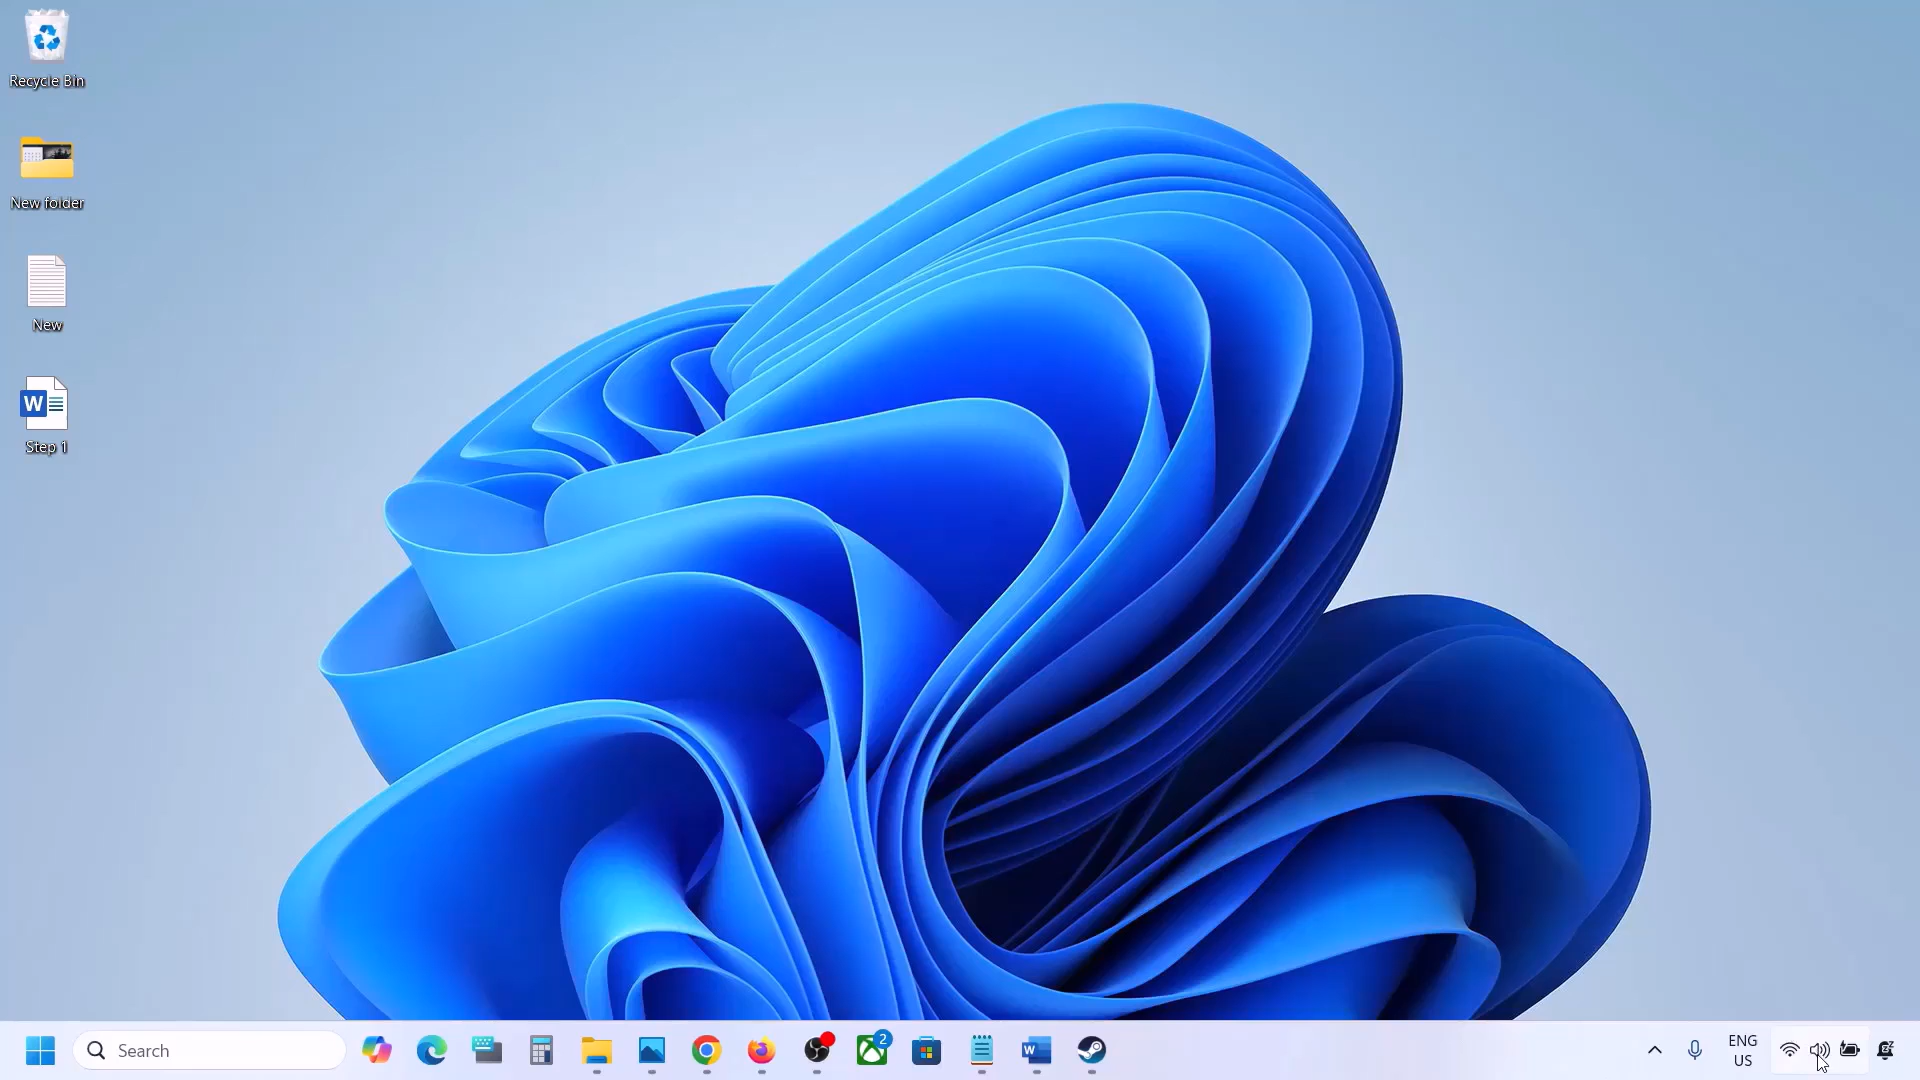 Recycle Bin
New folder
New
W
Step 1
Search
2
W
ENG
US